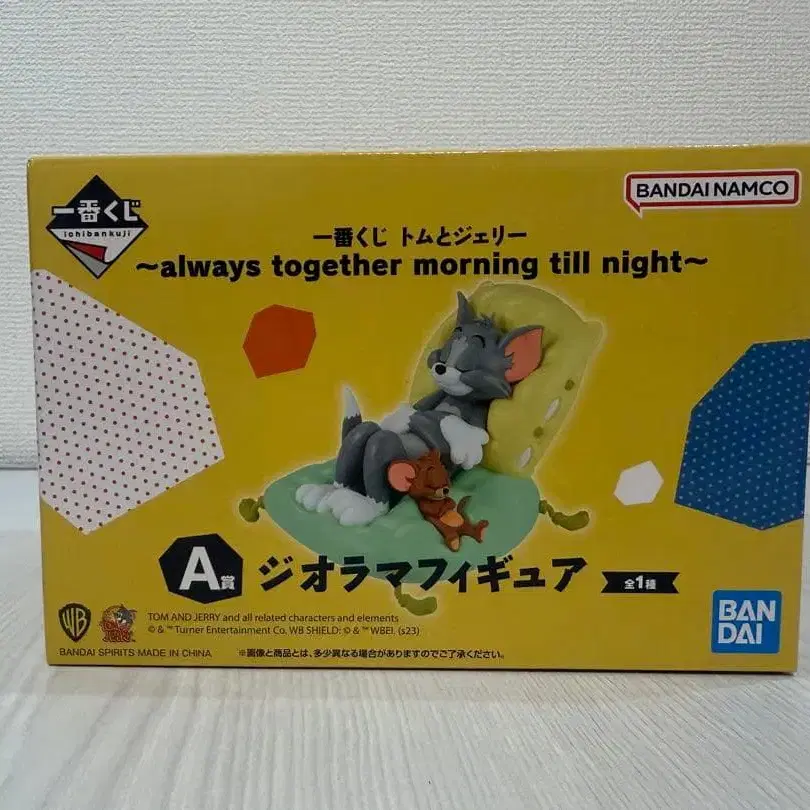 一番くじ
ichibankuji
BANDAI NAMCO
一番くじ トムとジェリー
～always together morning till night～
A賞
ジオラマフィギュア
全1種
WB
TOM AND JERRY and all related characters and elements
© & ™ Turner Entertainment Co. WB SHIELD: © & ™ WBEI. (s23)
BANDAI SPIRITS MADE IN CHINA
※画像と商品とは、多少異なる場合がありますのでご了承ください。
BAN
DAI